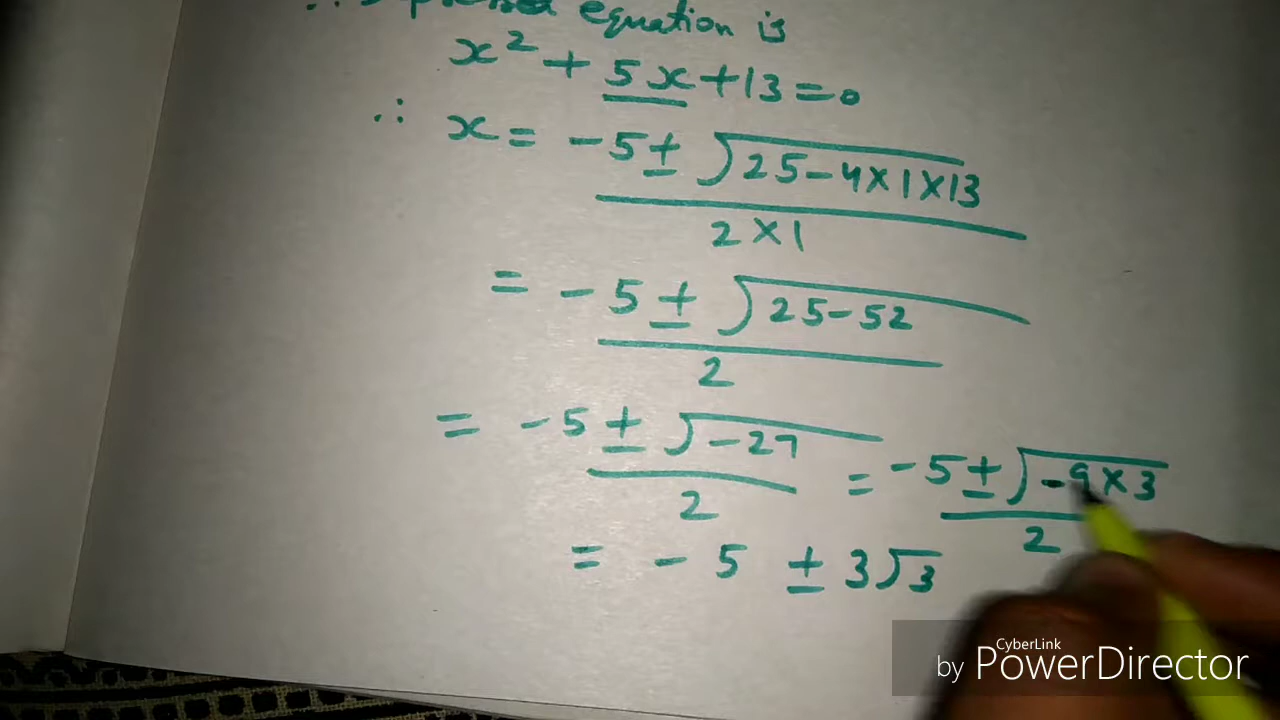 equation is
x² + 5x + 13 = 0
∴ x = -5 ± √25 - 4 × 1 × 13
2 × 1
= -5 ± √25 - 52
2
= -5 ± √-27
2
= -5 ± √-9 × 3
2
= - 5 ± 3√3
CyberLink
by PowerDirector